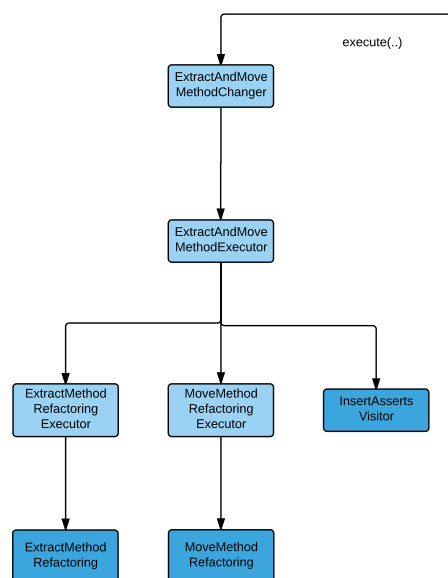 execute(..)
ExtractAndMove
MethodChanger
ExtractAndMove
MethodExecutor
ExtractMethod
Refactoring
Executor
MoveMethod
Refactoring
Executor
InsertAsserts
Visitor
ExtractMethod
Refactoring
MoveMethod
Refactoring